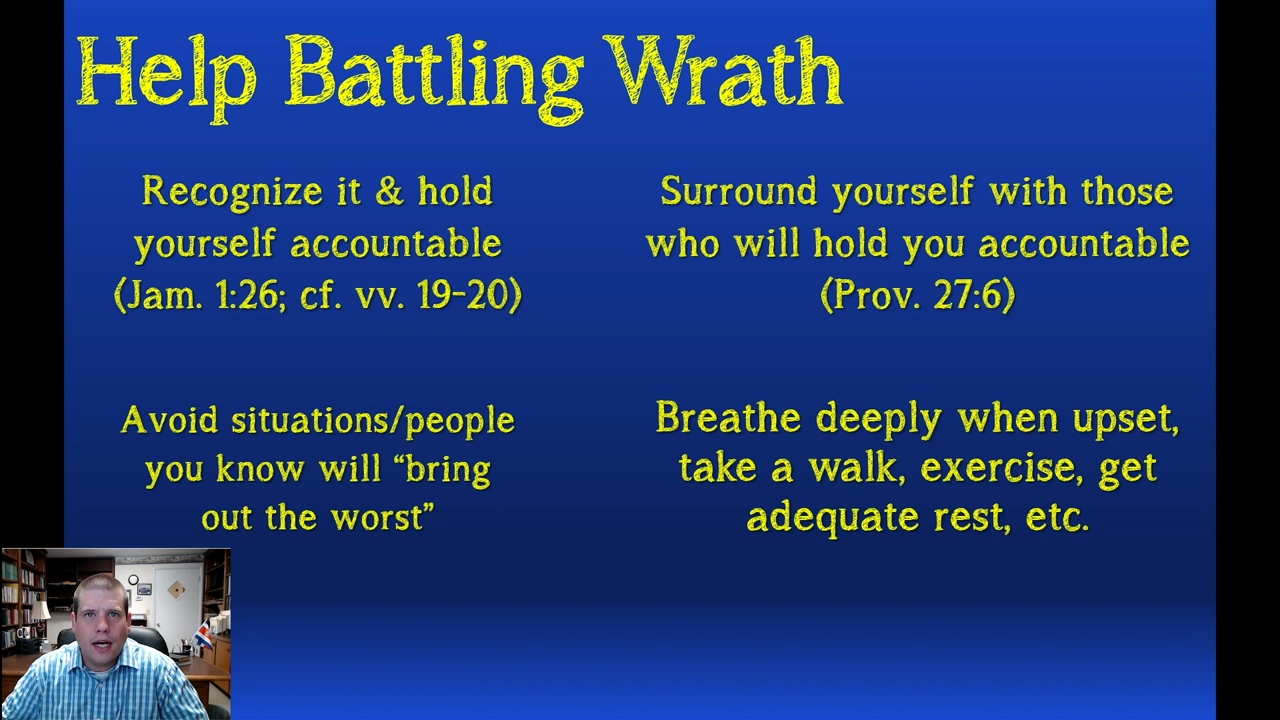 Help Battling Wrath
Recognize it & hold
yourself accountable
(Jam. 1:26; cf. vv. 19-20)
Surround yourself with those
who will hold you accountable
(Prov. 27:6)
Avoid situations/people
you know will “bring
out the worst”
Breathe deeply when upset,
take a walk, exercise, get
adequate rest, etc.